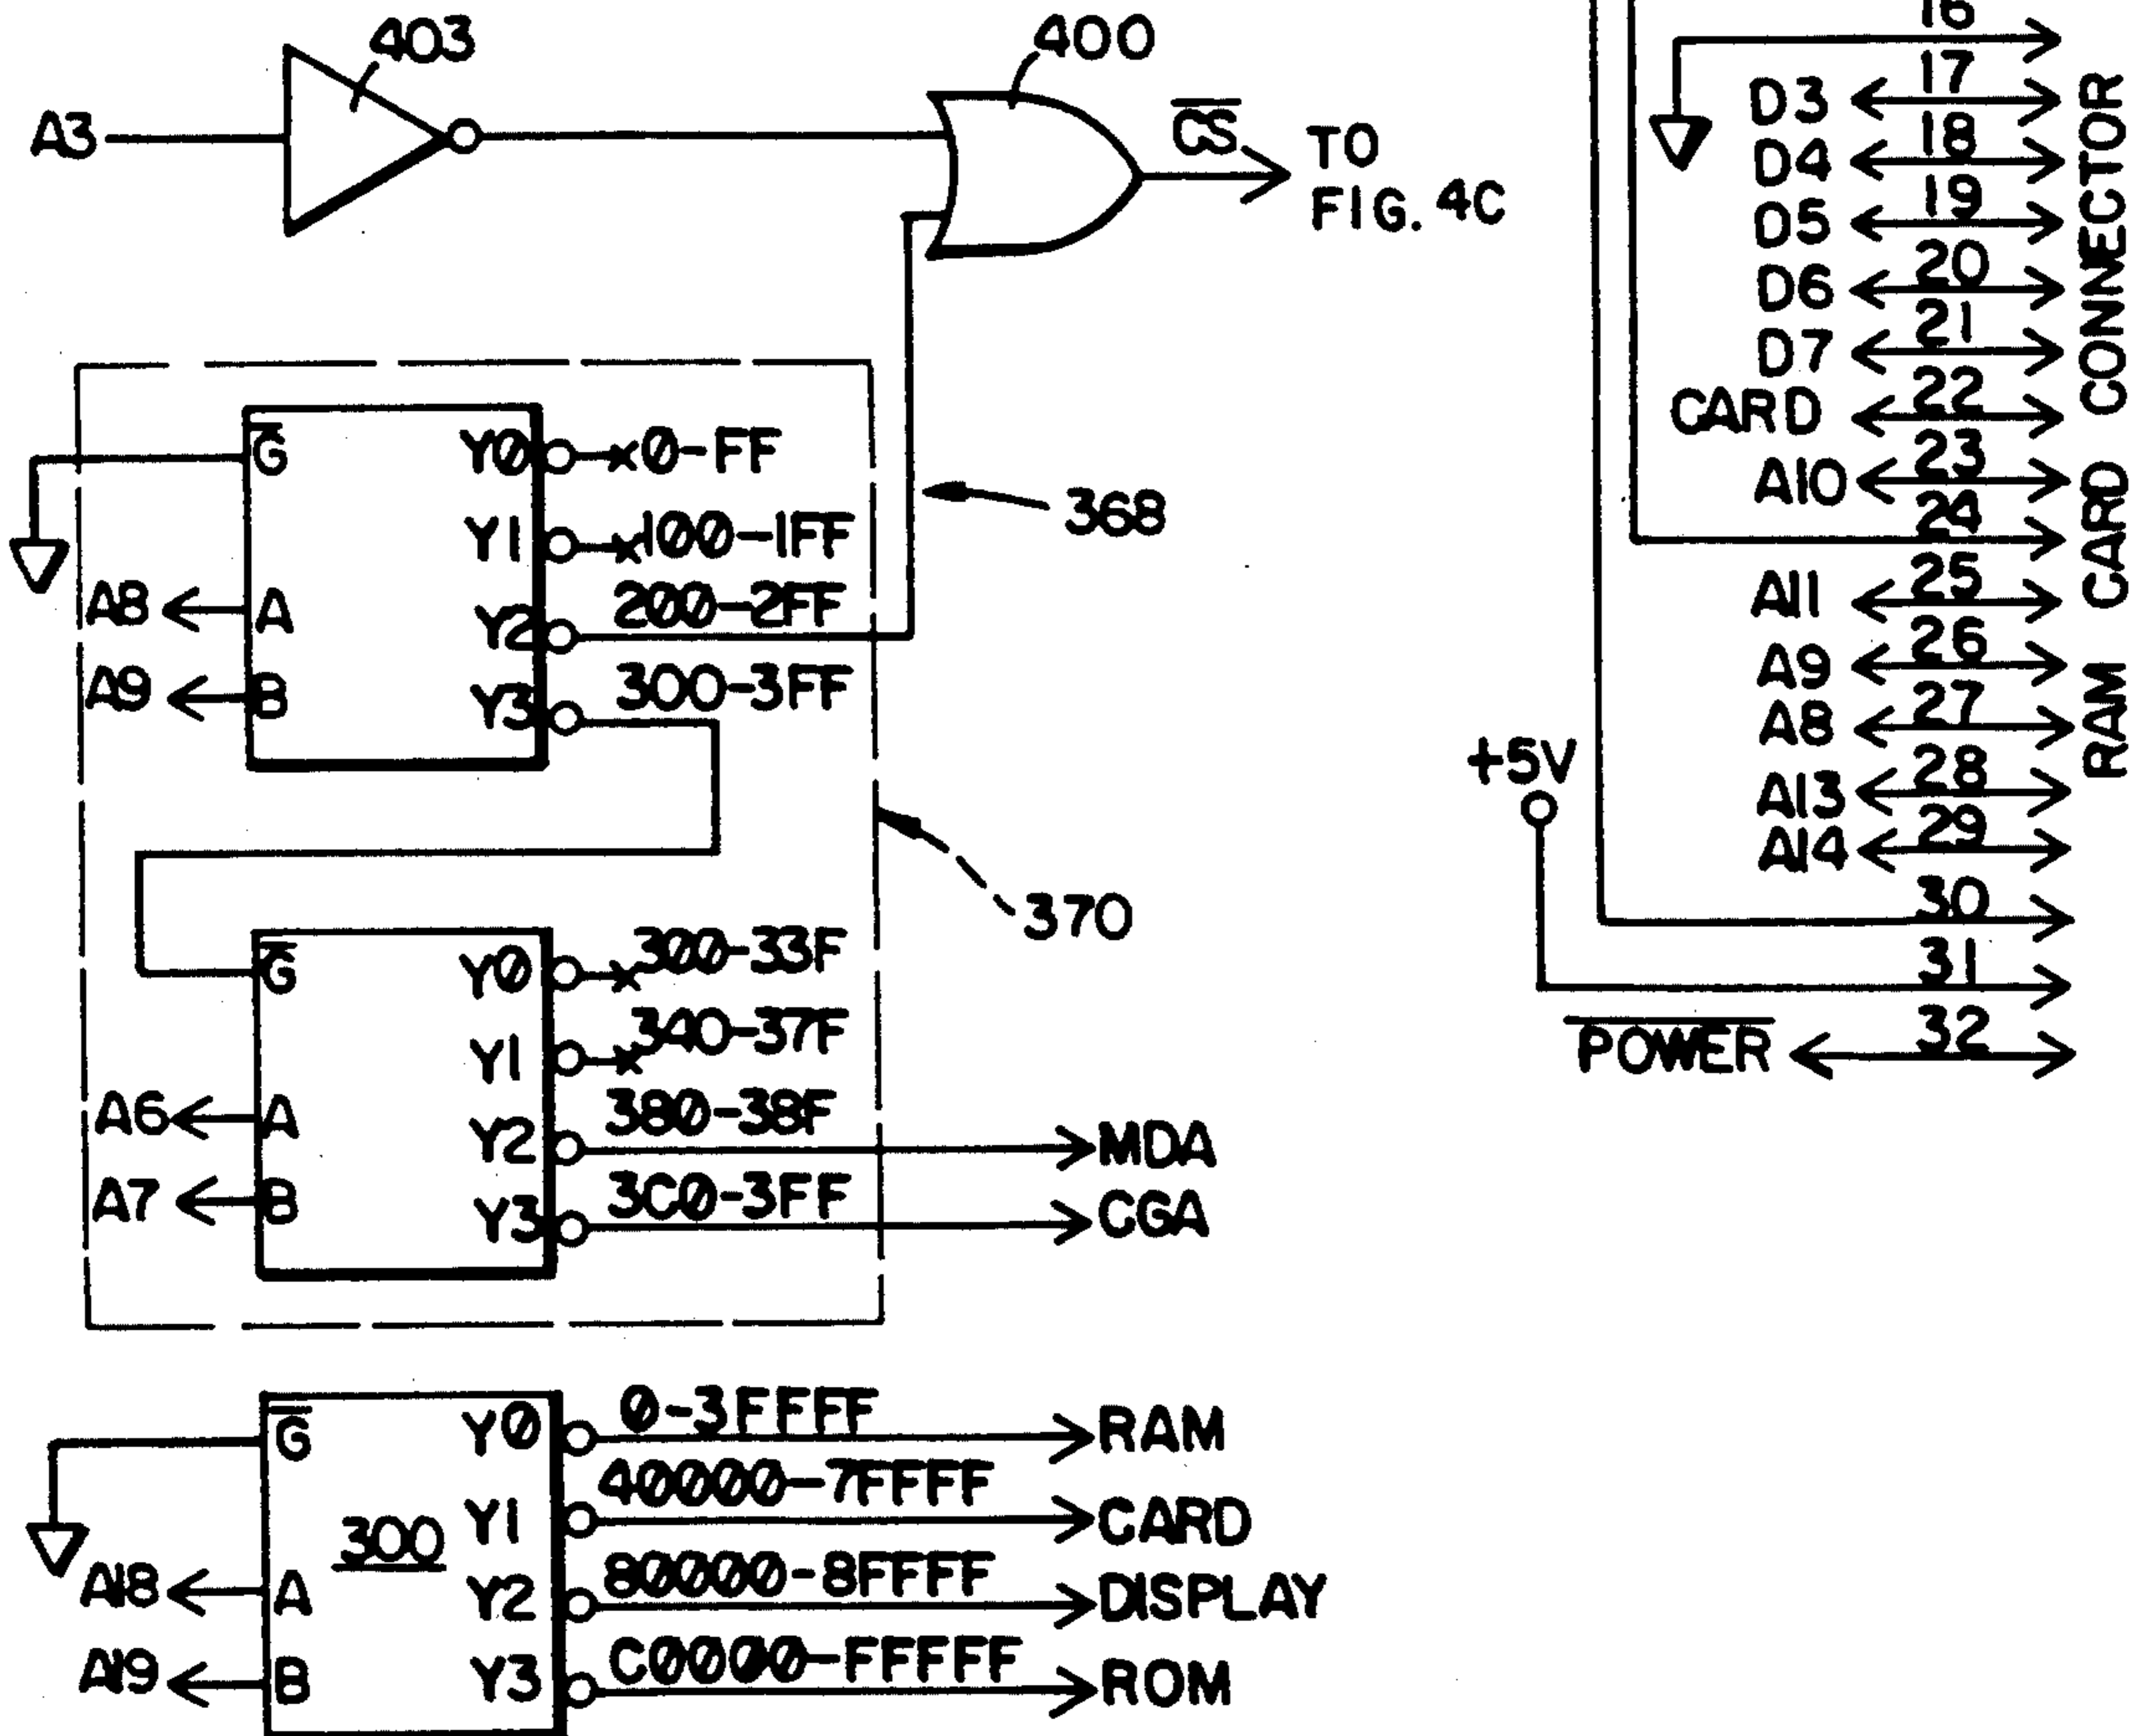 403
400
A3
C̅S̅
TO
FIG. 4C
G̅
Y0
0-FF
Y1
100-1FF
368
A8
A
Y2
200-2FF
A9
B
Y3
300-3FF
370
G̅
Y0
300-33F
Y1
340-37F
A6
A
Y2
380-38F
MDA
A7
B
Y3
3C0-3FF
CGA
G̅
Y0
0-3FFFF
RAM
300
Y1
40000-7FFFF
CARD
A18
A
Y2
80000-8FFFF
DISPLAY
A19
B
Y3
C0000-FFFFF
ROM
16
D3 17
D4 18
D5 19
D6 20
D7 21
CARD 22
A10 23
24
A11 25
A9 26
A8 27
A13 28
A14 29
+5V
30
31
P̅O̅W̅E̅R̅ 32
RAM CARD CONNECTOR